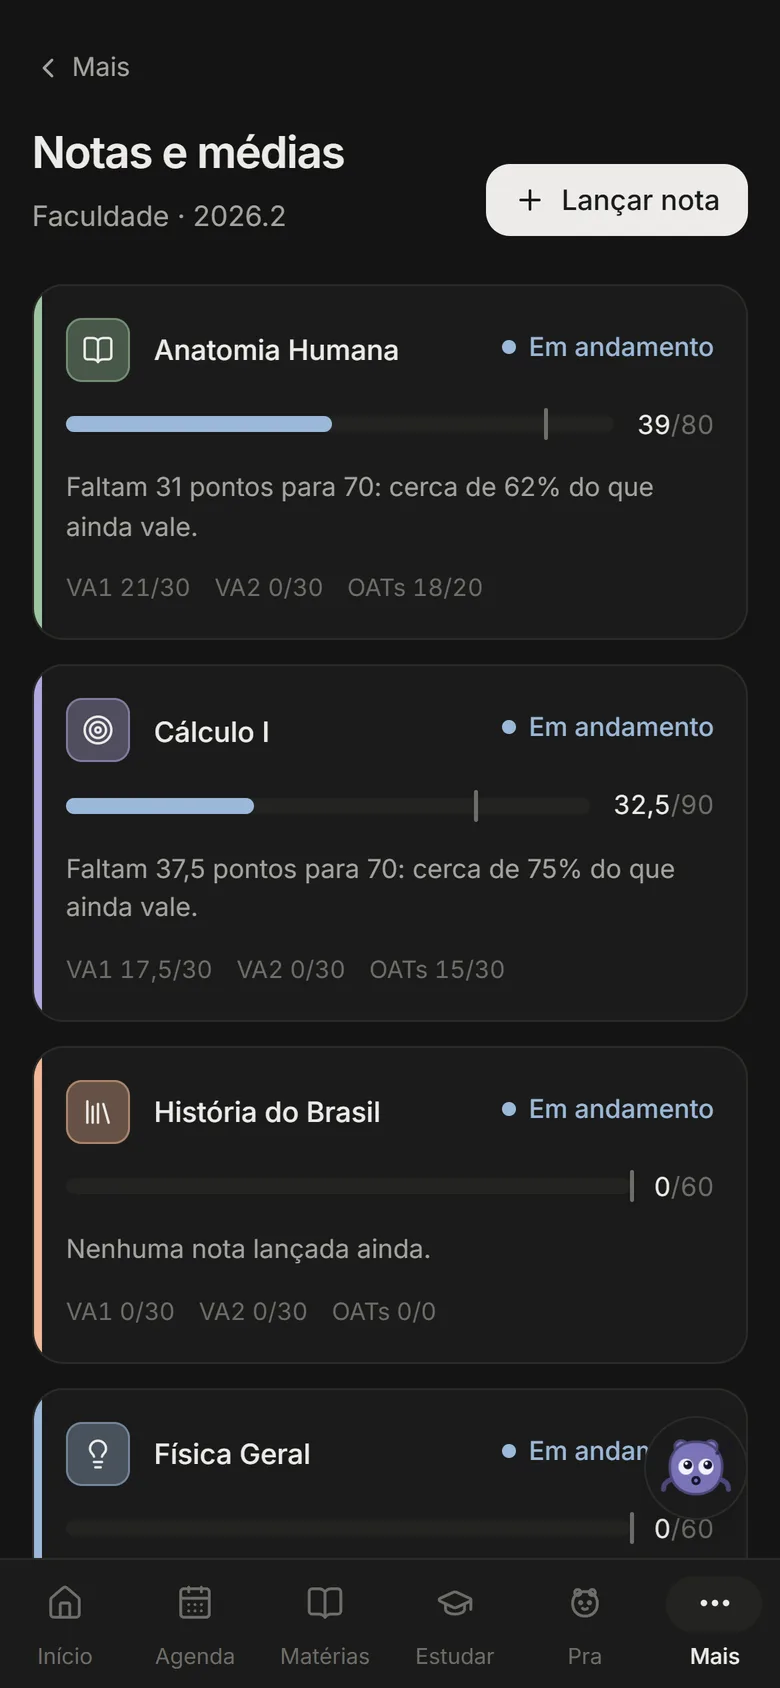 Mais
Notas e médias
Faculdade · 2026.2
+ Lançar nota
Anatomia Humana
Em andamento
39/80
Faltam 31 pontos para 70: cerca de 62% do que
ainda vale.
VA1 21/30 VA2 0/30 OATs 18/20
Cálculo I
Em andamento
32,5/90
Faltam 37,5 pontos para 70: cerca de 75% do que
ainda vale.
VA1 17,5/30 VA2 0/30 OATs 15/30
História do Brasil
Em andamento
0/60
Nenhuma nota lançada ainda.
VA1 0/30 VA2 0/30 OATs 0/0
Física Geral
Em andam
0/60
Início Agenda Matérias Estudar Pra Mais